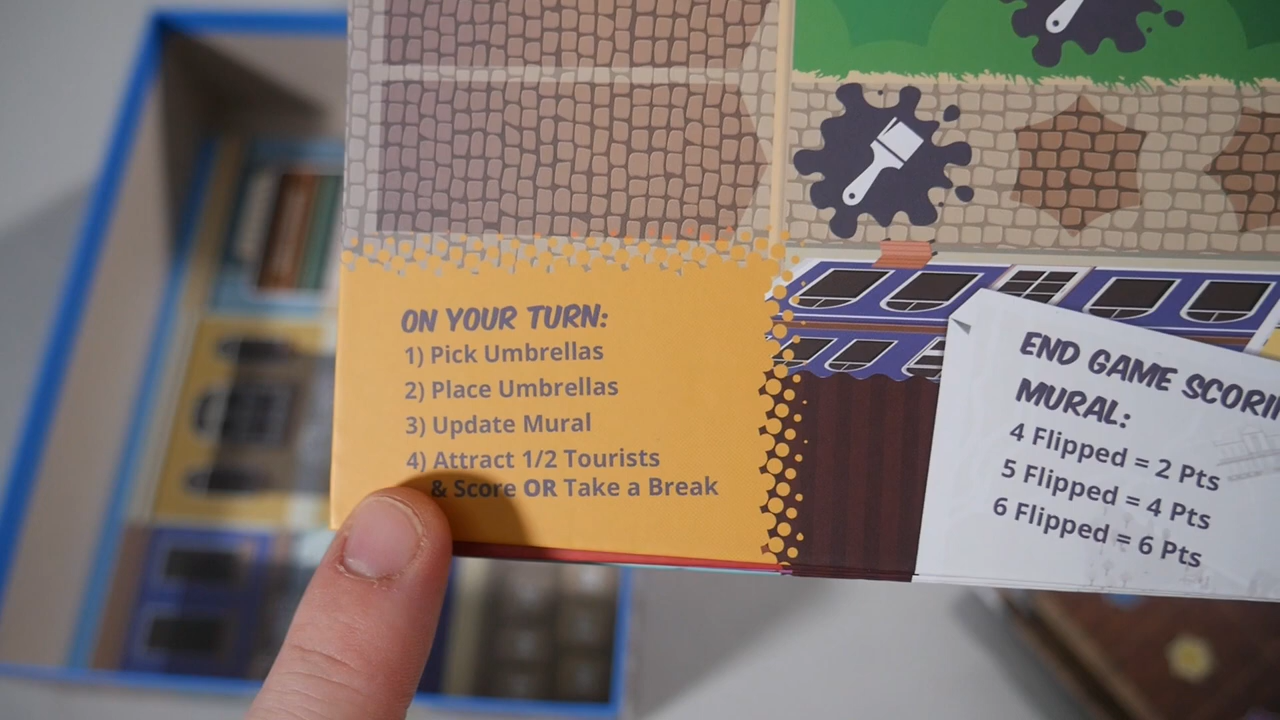 ON YOUR TURN:
1) Pick Umbrellas
2) Place Umbrellas
3) Update Mural
4) Attract 1/2 Tourists
& Score OR Take a Break
END GAME
MURAL:
4 Flipped = 2 Pts
5 Flipped = 4 Pts
6 Flipped = 6 Pts